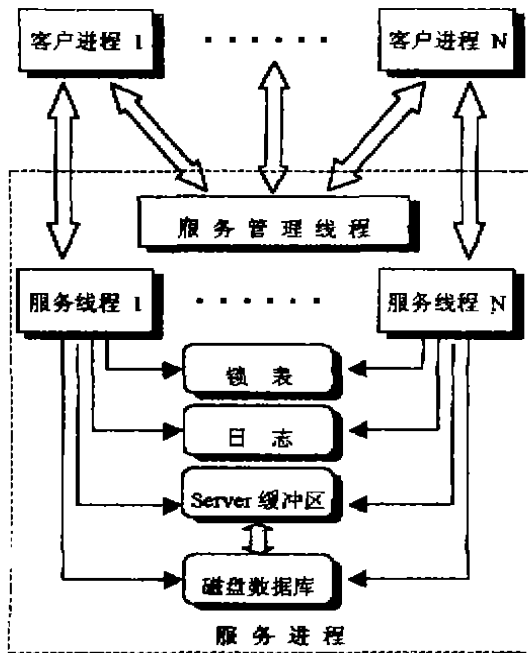 客户进程 1 · · · · · · 客户进程 N
服务管理线程
服务线程 1 · · · · · · 服务线程 N
锁表
日志
Server 缓冲区
磁盘数据库
服务进程